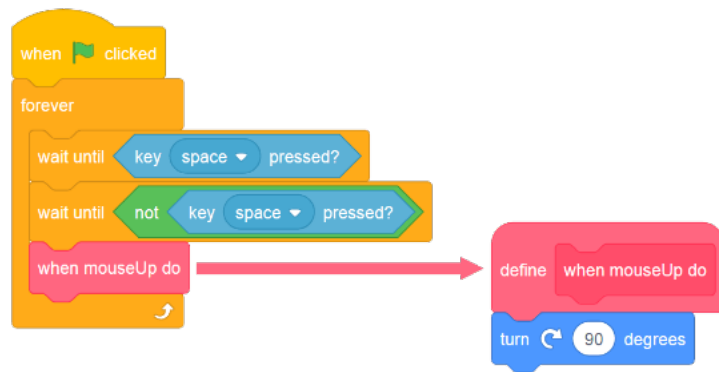 when clicked
forever
wait until key space pressed?
wait until not key space pressed?
when mouseUp do
define when mouseUp do
turn 90 degrees